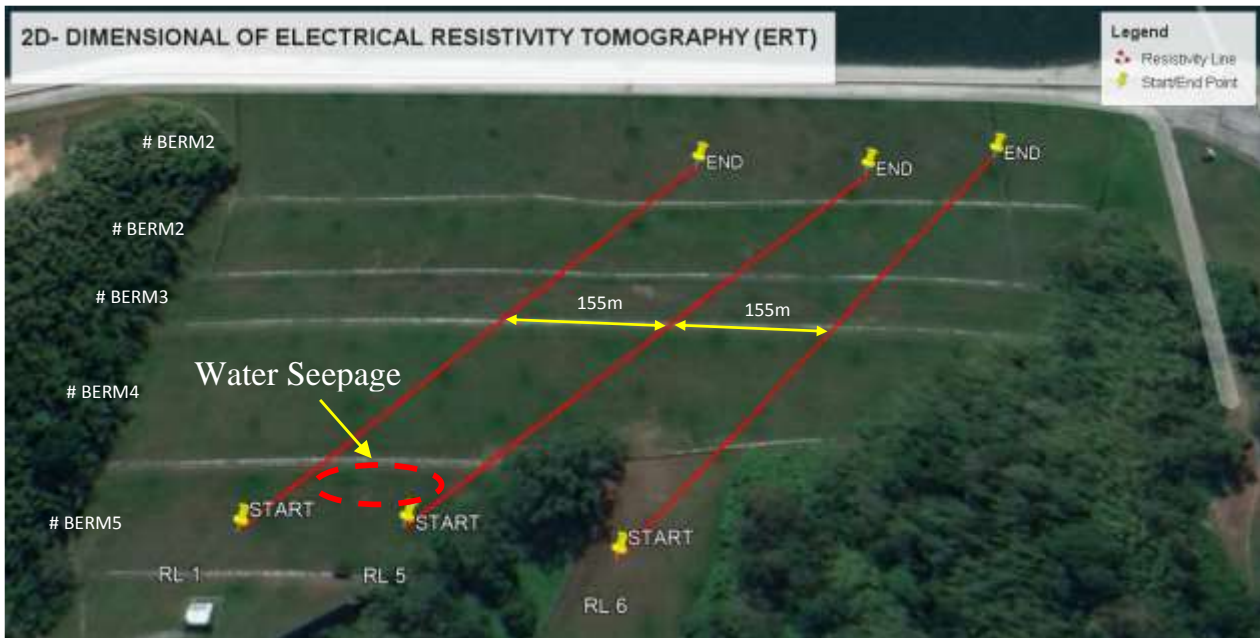 2D- DIMENSIONAL OF ELECTRICAL RESISTIVITY TOMOGRAPHY (ERT)
Legend
Resistivity Line
Start/End Point
# BERM2
END
END
END
# BERM2
# BERM3
155m
155m
Water Seepage
# BERM4
START
START
START
# BERM5
RL 1
RL 5
RL 6